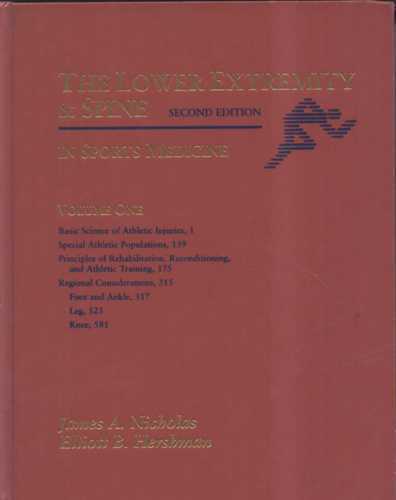 THE LOWER EXTREMITY
& SPINE SECOND EDITION
IN SPORTS MEDICINE
VOLUME ONE
Basic Science of Athletic Injuries, 1
Special Athletic Populations, 139
Principles of Rehabilitation, Reconditioning,
and Athletic Training, 175
Regional Considerations, 315
Foot and Ankle, 317
Leg, 523
Knee, 581
James A. Nicholas
Elliott B. Hershman